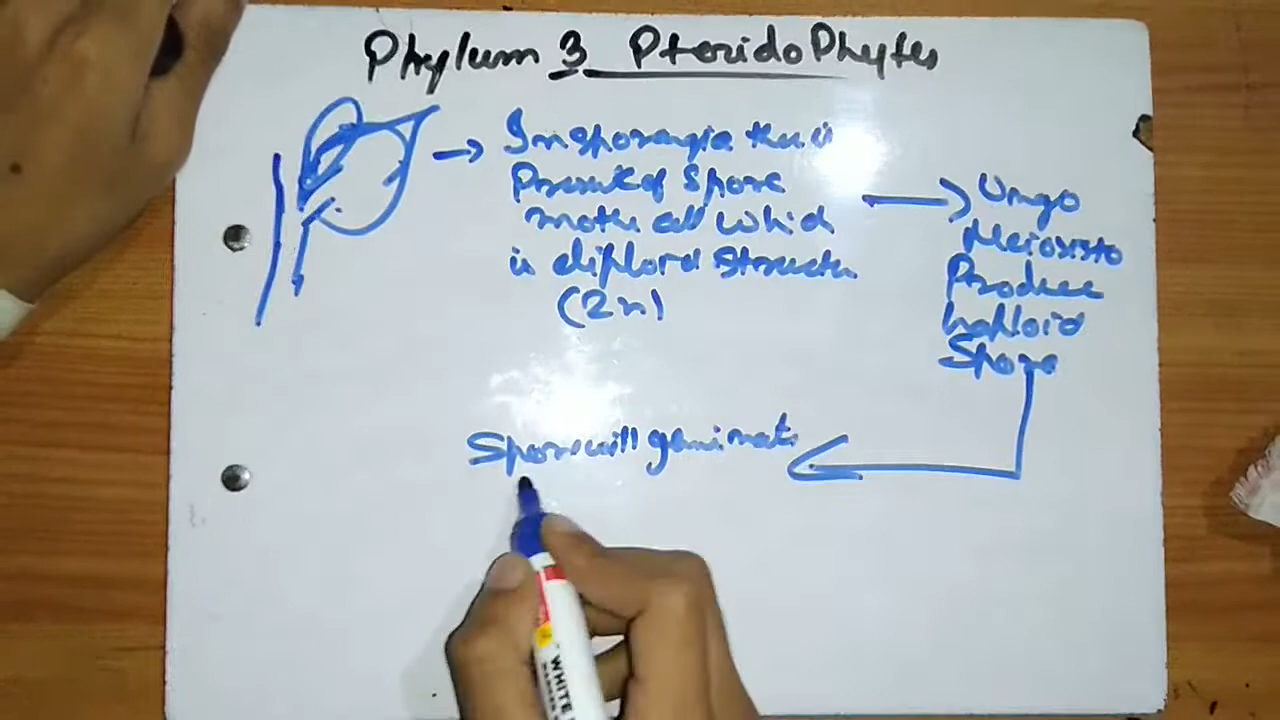 Phylum 3 PteridoPhytes
→ In sporangia there is
Present of Spore
mother cell which
is diploid structure
(2n)
→ Undergo
Meiosis to
Produce
haploid
Spore
Spore will germinate
WHITE